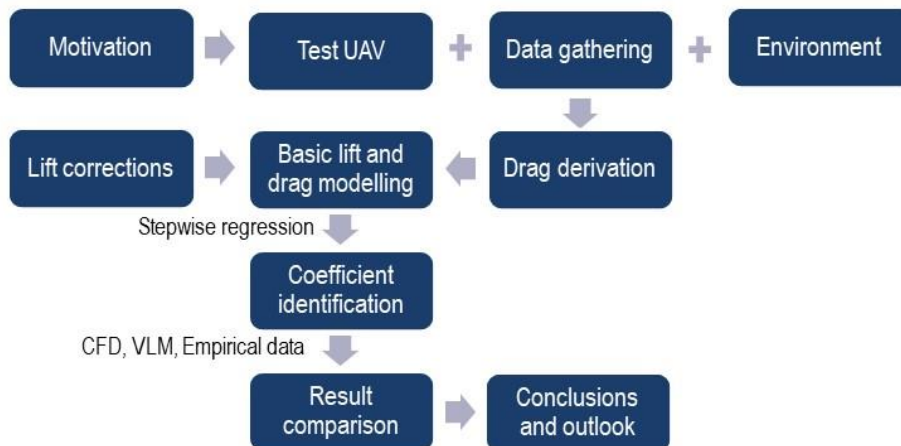 Motivation
Test UAV
Data gathering
Environment
Lift corrections
Basic lift and
drag modelling
Drag derivation
Stepwise regression
Coefficient
identification
CFD, VLM, Empirical data
Result
comparison
Conclusions
and outlook